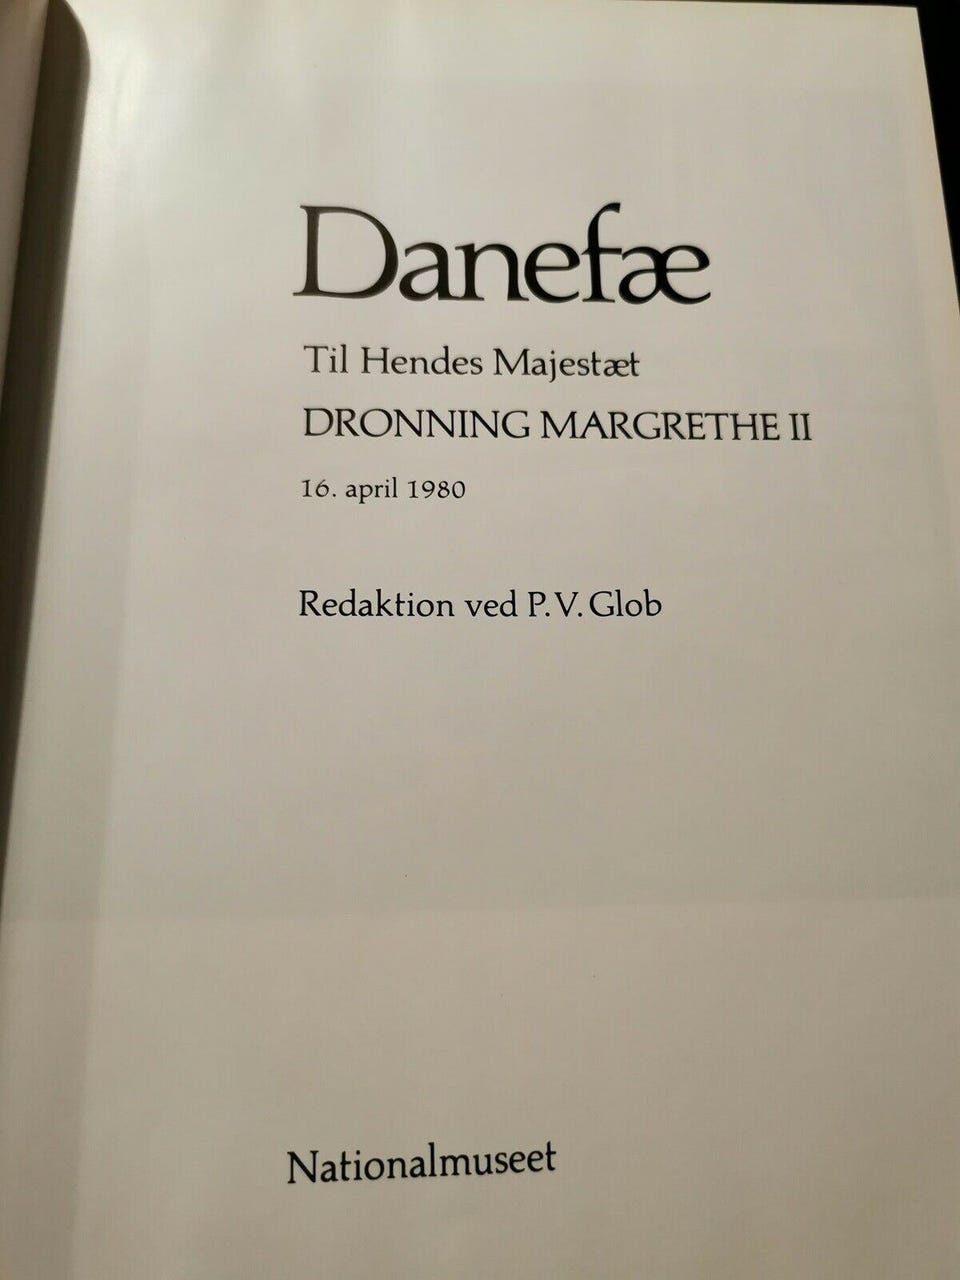 Danefæ
Til Hendes Majestæt
DRONNING MARGRETHE II
16. april 1980
Redaktion ved P. V. Glob
Nationalmuseet